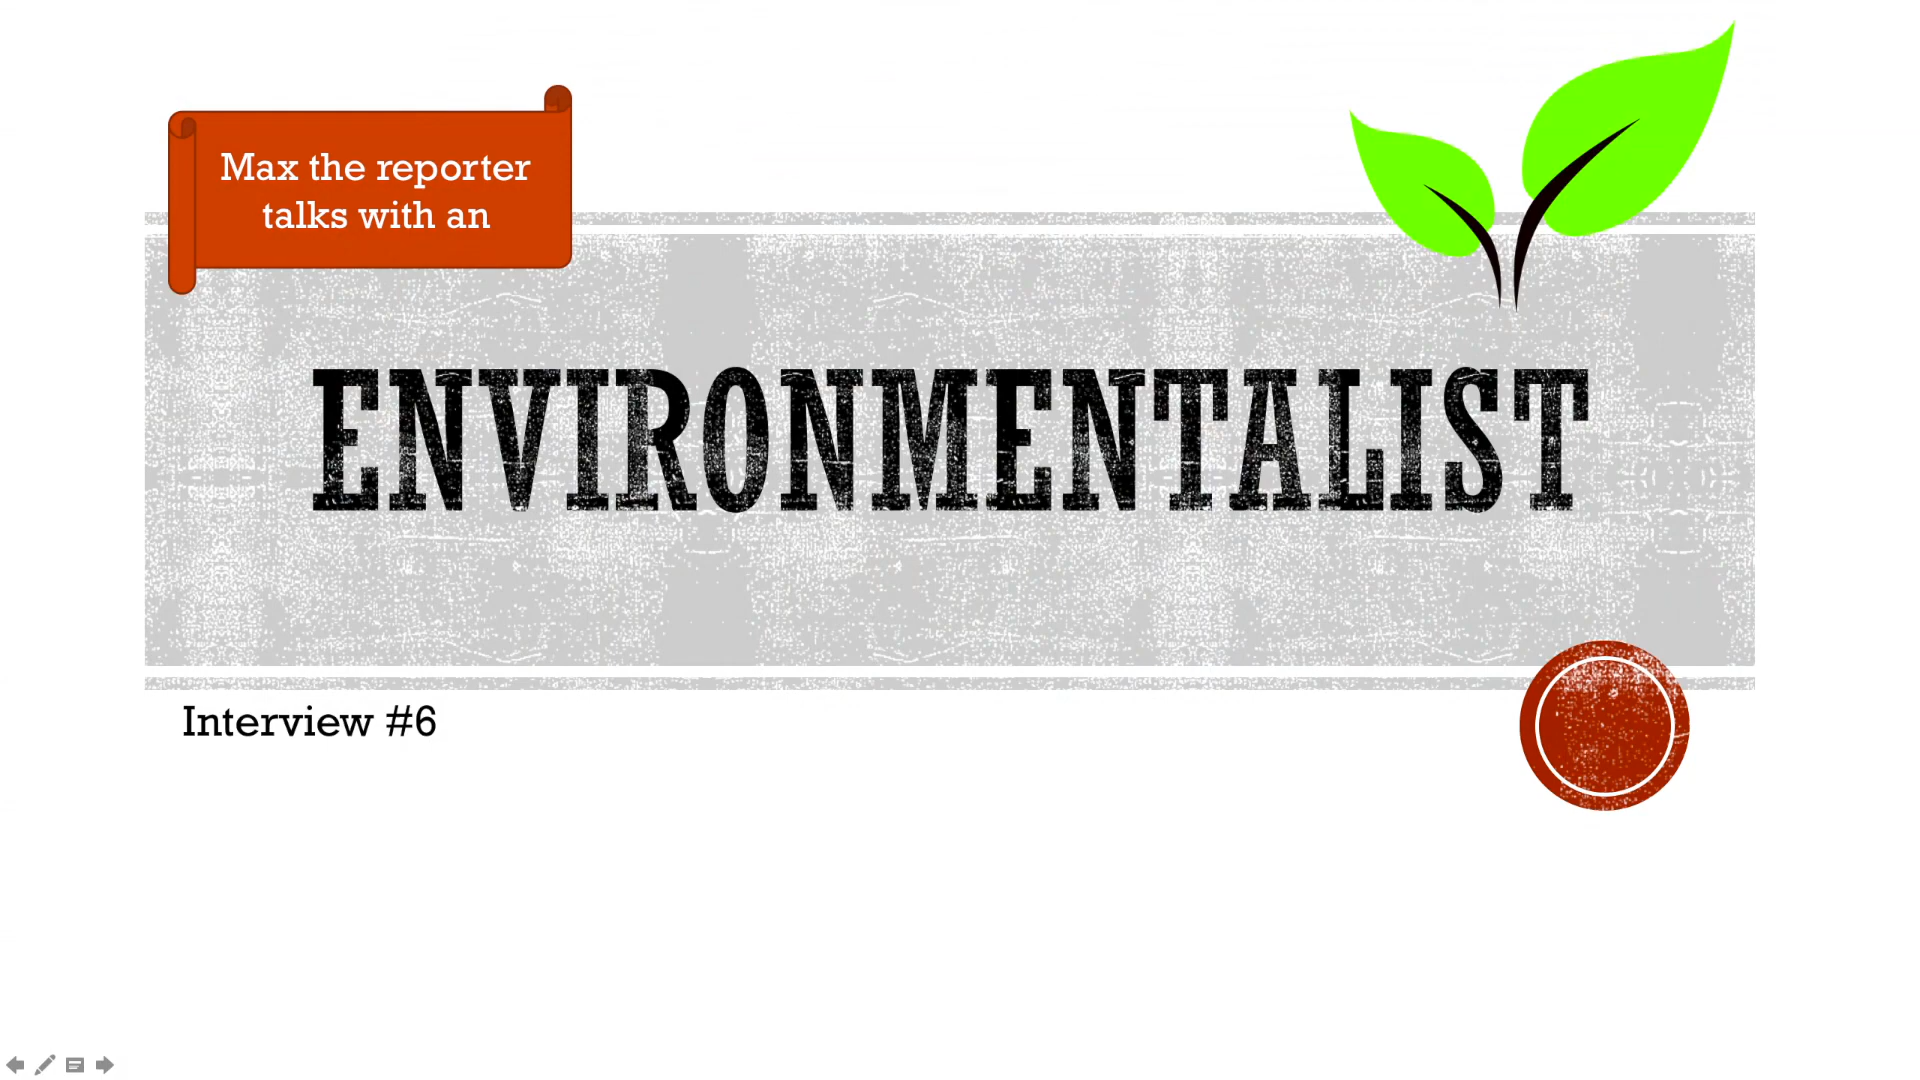 Max the reporter
talks with an
ENVIRONMENTALIST
Interview #6